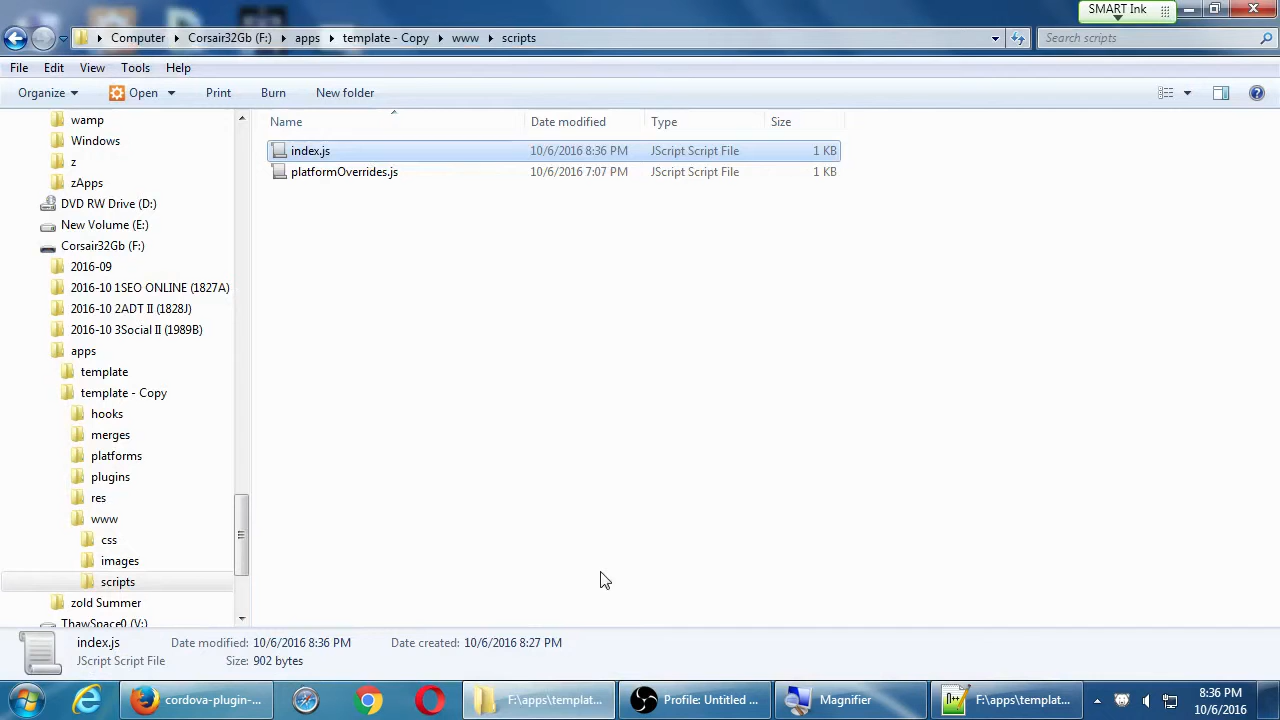 SMART Ink
Computer Corsair32Gb (F:) apps template - Copy www scripts
Search scripts
File Edit View Tools Help
Organize Open Print Burn New folder
Name Date modified Type Size
index.js 10/6/2016 8:36 PM JScript Script File 1 KB
platformOverrides.js 10/6/2016 7:07 PM JScript Script File 1 KB
wamp
Windows
z
zApps
DVD RW Drive (D:)
New Volume (E:)
Corsair32Gb (F:)
2016-09
2016-10 1SEO ONLINE (1827A)
2016-10 2ADT II (1828J)
2016-10 3Social II (1989B)
apps
template
template - Copy
hooks
merges
platforms
plugins
res
www
css
images
scripts
zold Summer
ThawSpace0 (V:)
index.js Date modified: 10/6/2016 8:36 PM Date created: 10/6/2016 8:27 PM
JScript Script File Size: 902 bytes
cordova-plugin-... F:\apps\templat... Profile: Untitled ... Magnifier F:\apps\templat...
8:36 PM
10/6/2016